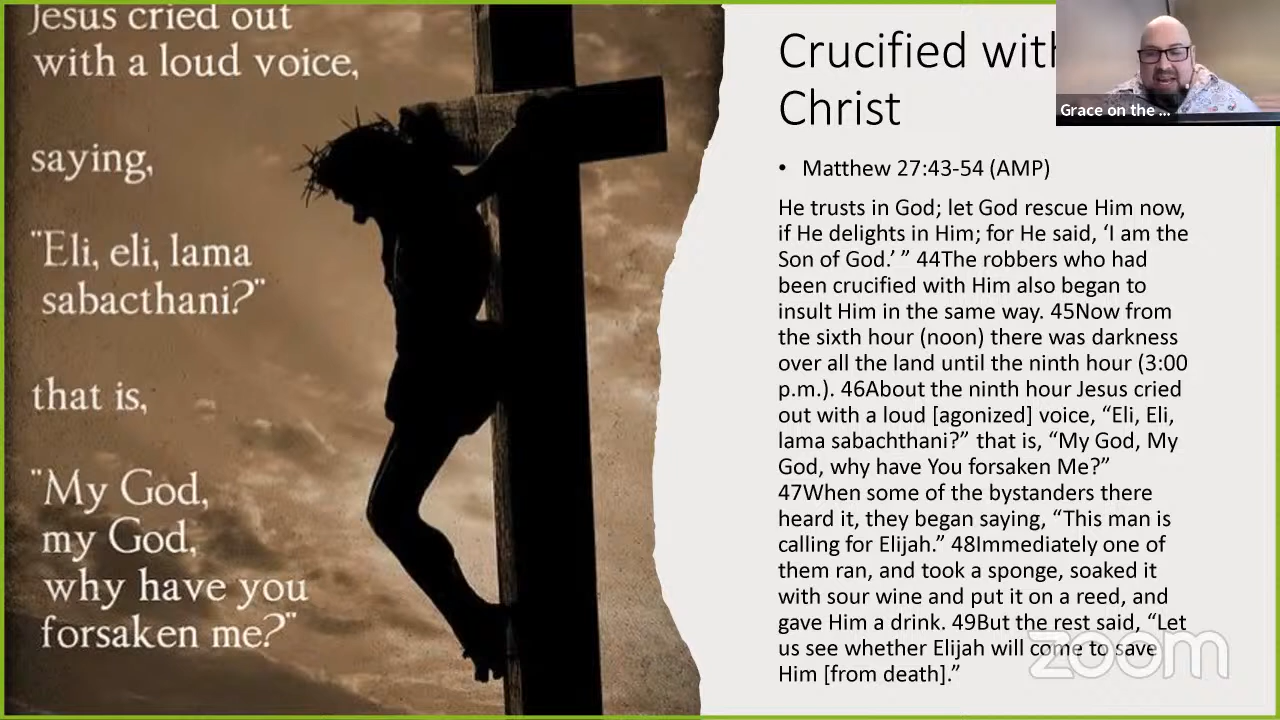 Jesus cried out
with a loud voice,
saying,
"Eli, eli, lama
sabacthani?"
that is,
"My God,
my God,
why have you
forsaken me?"
Crucified with
Christ
• Matthew 27:43-54 (AMP)
He trusts in God; let God rescue Him now,
if He delights in Him; for He said, ‘I am the
Son of God.’ ” 44The robbers who had
been crucified with Him also began to
insult Him in the same way. 45Now from
the sixth hour (noon) there was darkness
over all the land until the ninth hour (3:00
p.m.). 46About the ninth hour Jesus cried
out with a loud [agonized] voice, “Eli, Eli,
lama sabachthani?” that is, “My God, My
God, why have You forsaken Me?”
47When some of the bystanders there
heard it, they began saying, “This man is
calling for Elijah.” 48Immediately one of
them ran, and took a sponge, soaked it
with sour wine and put it on a reed, and
gave Him a drink. 49But the rest said, “Let
us see whether Elijah will come to save
Him [from death].”
Grace on the ...
zoom